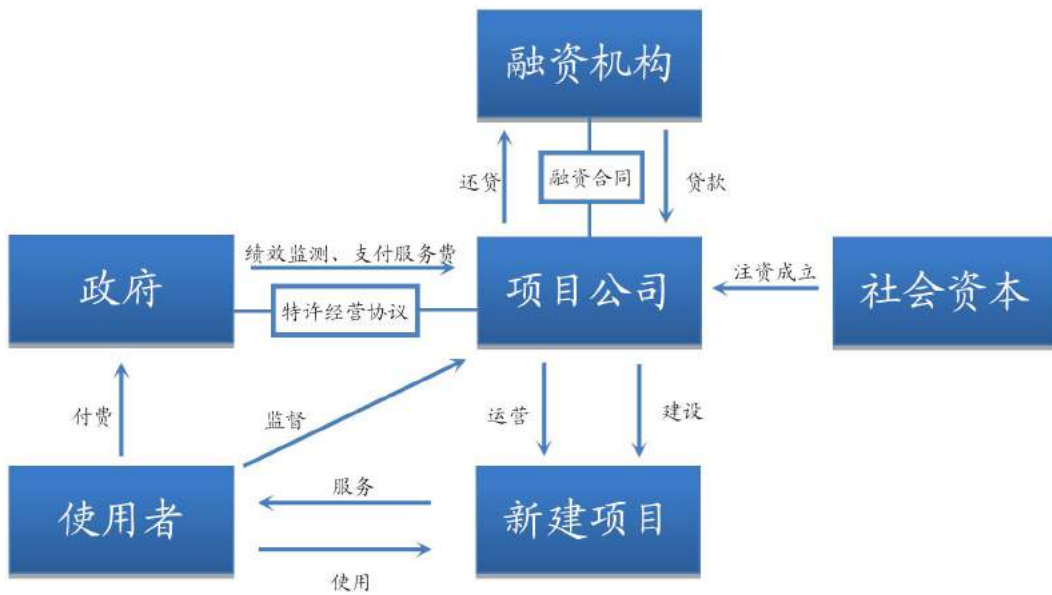 融资机构
还贷
融资合同
贷款
绩效监测、支付服务费
政府
特许经营协议
项目公司
注资成立
社会资本
付费
监督
运营
建设
使用者
服务
使用
新建项目